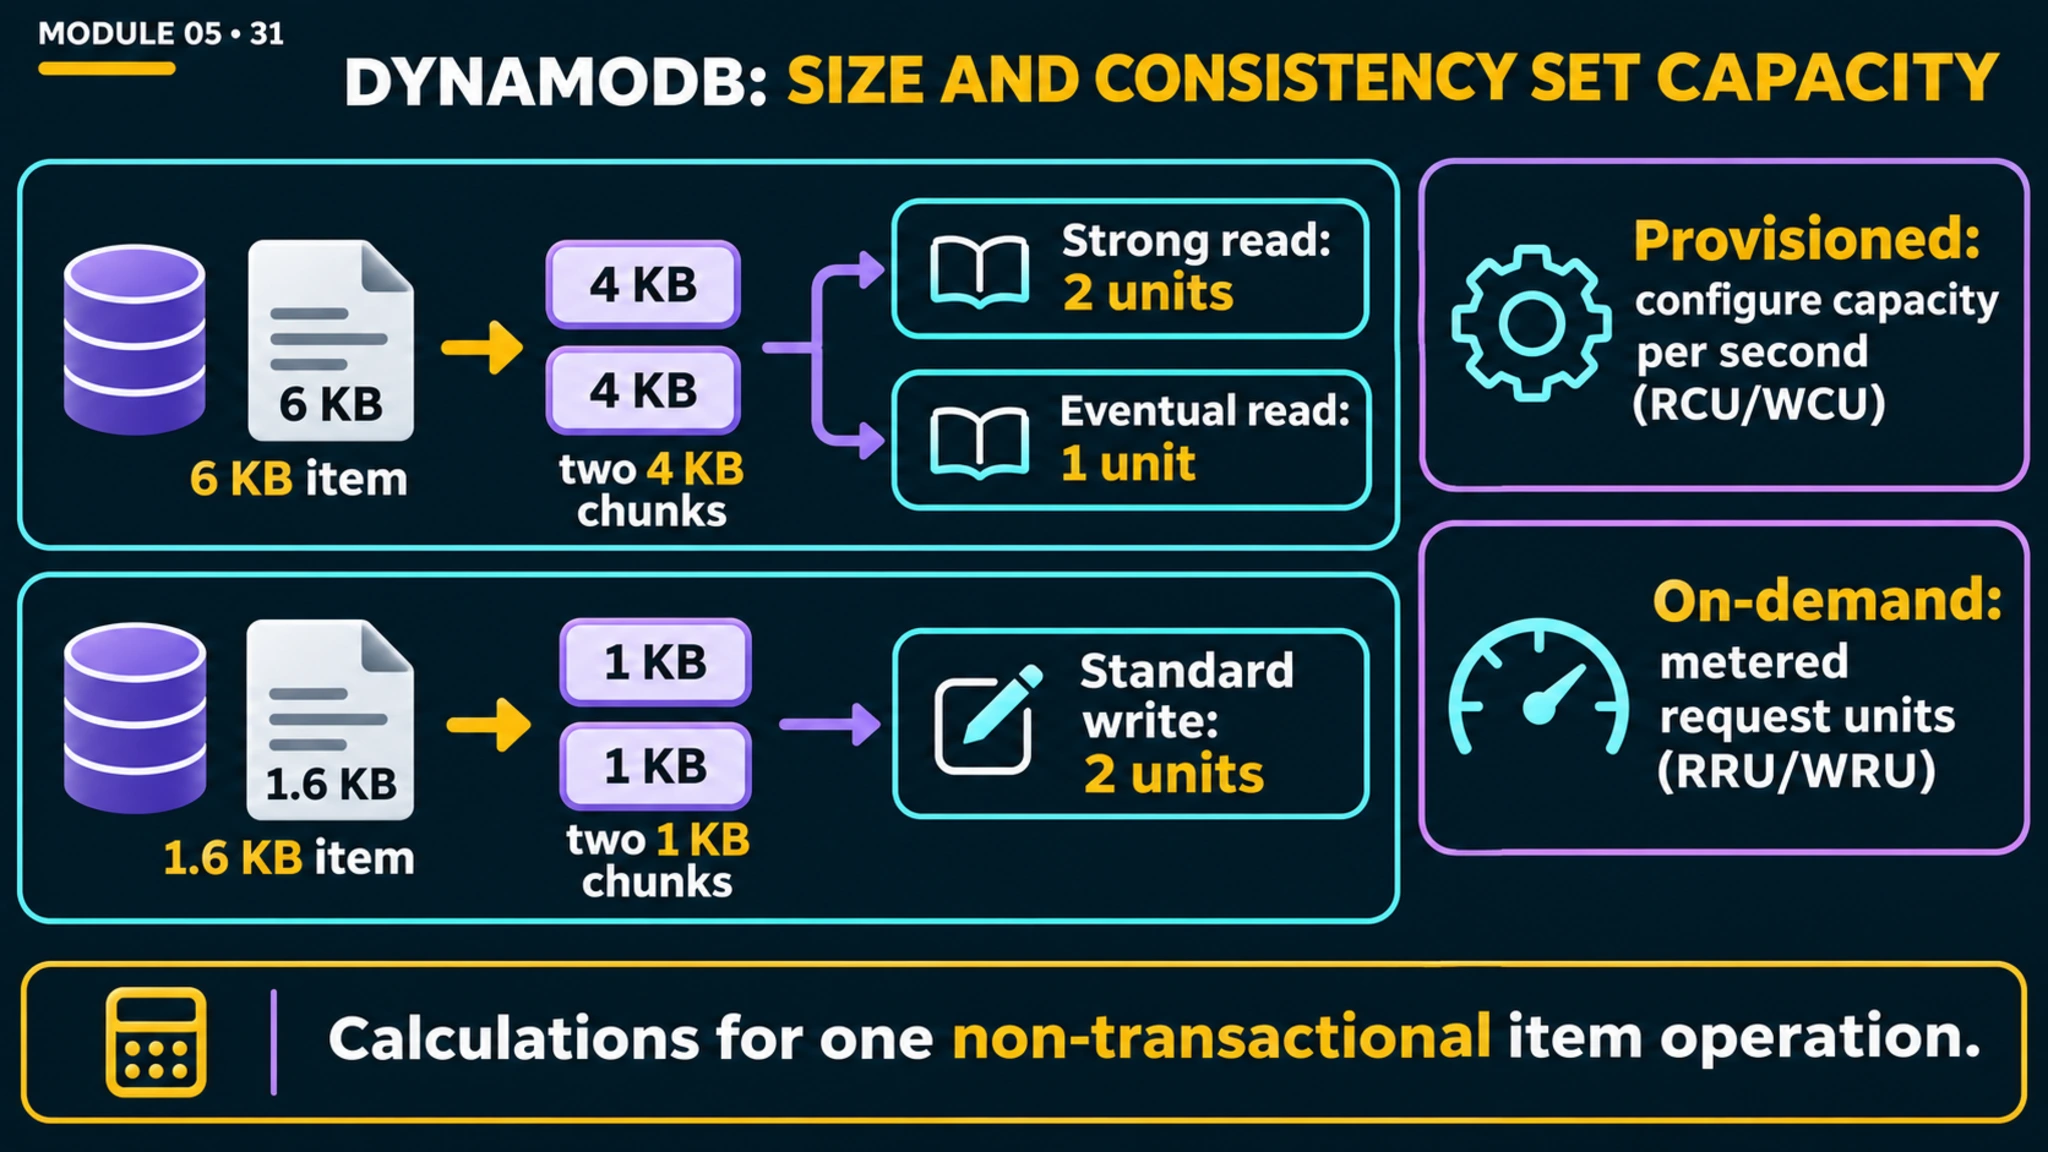 MODULE 05 • 31
DYNAMODB: SIZE AND CONSISTENCY SET CAPACITY
6 KB
6 KB item
4 KB
4 KB
two 4 KB
chunks
Strong read:
2 units
Eventual read:
1 unit
1.6 KB
1.6 KB item
1 KB
1 KB
two 1 KB
chunks
Standard
write:
2 units
Provisioned:
configure capacity
per second
(RCU/WCU)
On-demand:
metered
request units
(RRU/WRU)
Calculations for one non-transactional item operation.